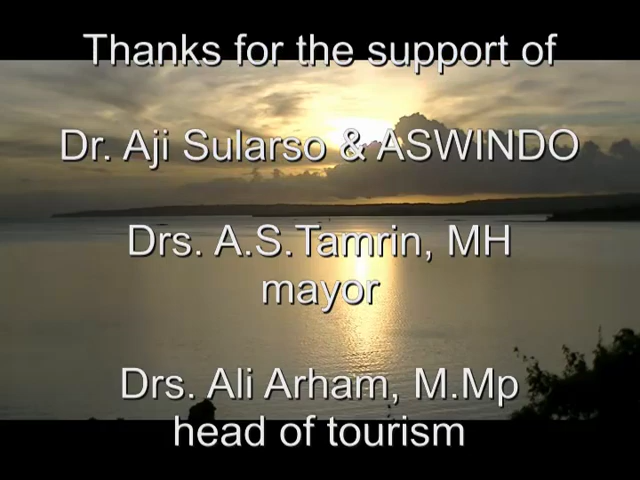 Thanks for the support of
Dr. Aji Sularso & ASWINDO
Drs. A.S.Tamrin, MH
mayor
Drs. Ali Arham, M.Mp
head of tourism